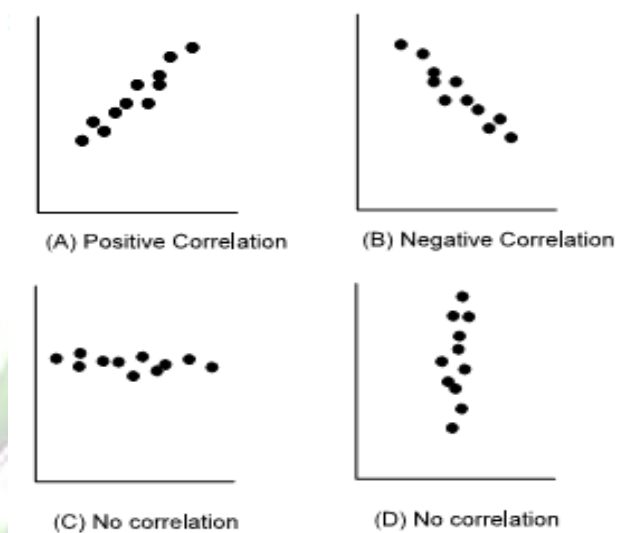 (A) Positive Correlation
(B) Negative Correlation
(C) No correlation
(D) No correlation